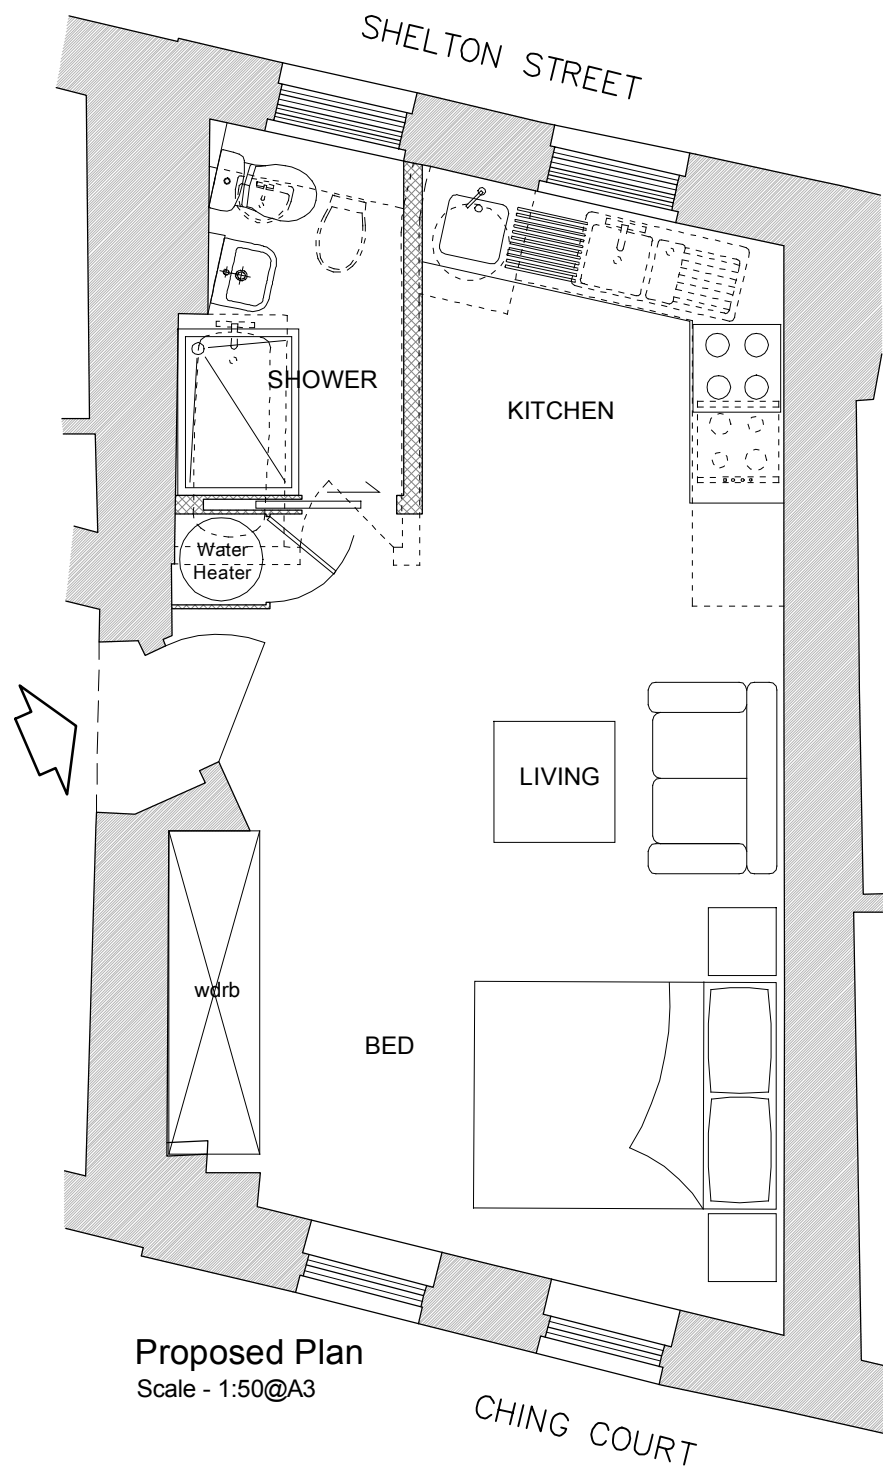 SHELTON STREET
SHOWER
KITCHEN
Water
Heater
LIVING
wdrb
BED
Proposed Plan
Scale - 1:50@A3
CHING COURT